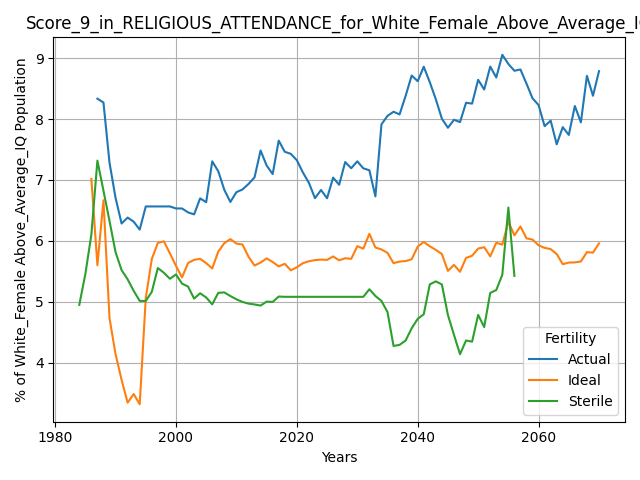 Score_9_in_RELIGIOUS_ATTENDANCE_for_White_Female_Above_Average_I
% of White_Female Above_Average_IQ Population
9
8
7
6
5
4
1980
2000
2020
2040
2060
Years
Fertility
Actual
Ideal
Sterile